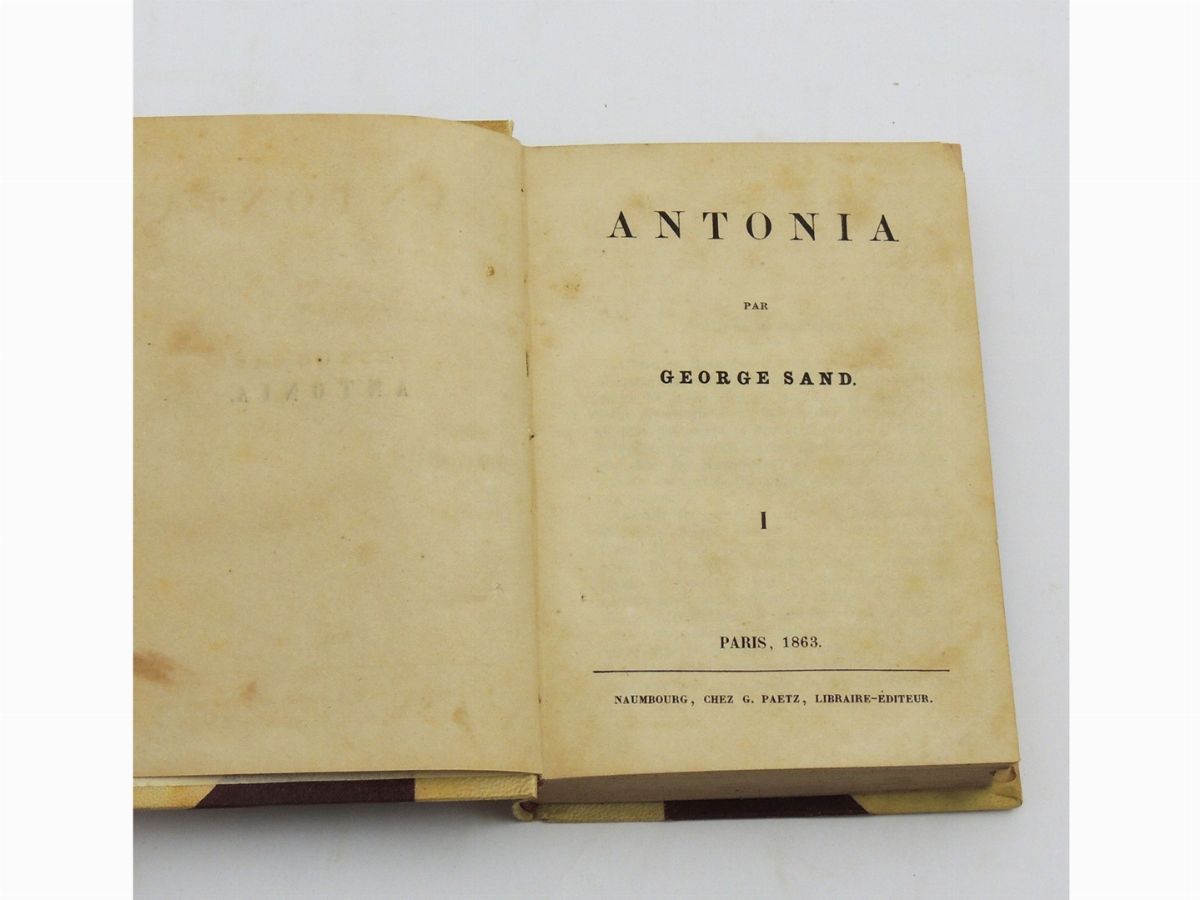 ANTONIA
PAR
GEORGE SAND.
I
PARIS, 1863.
NAUMBOURG, CHEZ G. PAETZ, LIBRAIRE-ÉDITEUR.